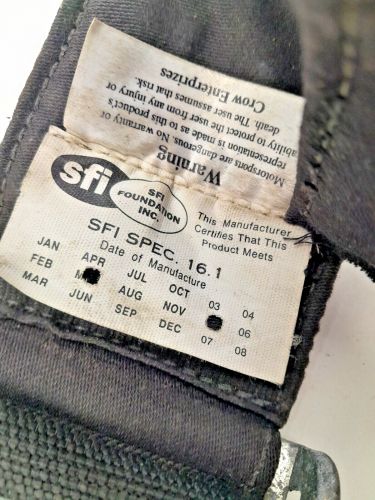 Warning
Motorsports are dangerous. No warranty or
representation is made as to this product's
ability to protect the user from any injury or
death. The user assumes that risk.
Crow Enterprizes
sfi
SFI
FOUNDATION
INC.
This Manufacturer
Certifies That This
Product Meets
SFI SPEC. 16.1
Date of Manufacture
JAN APR JUL OCT 03 04
FEB M AUG NOV 06
MAR JUN SEP DEC 07 08